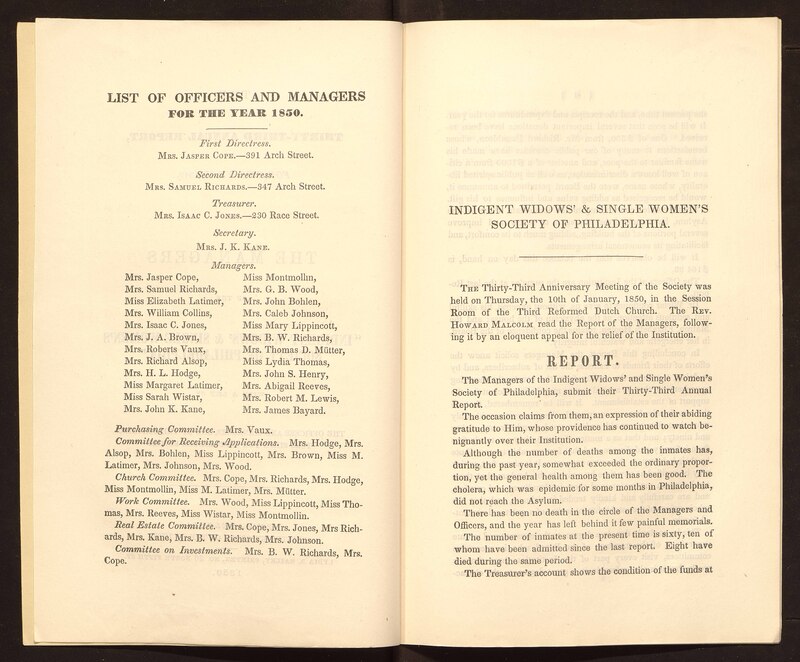 LIST OF OFFICERS AND MANAGERS
FOR THE YEAR 1850.
First Directress.
MRS. JASPER COPE.—391 Arch Street.
Second Directress.
MRS. SAMUEL RICHARDS.—347 Arch Street.
Treasurer.
MRS. ISAAC C. JONES.—230 Race Street.
Secretary.
MRS. J. K. KANE.
Managers.
Mrs. Jasper Cope,
Mrs. Samuel Richards,
Miss Elizabeth Latimer,
Mrs. William Collins,
Mrs. Isaac C. Jones,
Mrs. J. A. Brown,
Mrs. Roberts Vaux,
Mrs. Richard Alsop,
Mrs. H. L. Hodge,
Miss Margaret Latimer,
Miss Sarah Wistar,
Mrs. John K. Kane,
Miss Montmollin,
Mrs. G. B. Wood,
Mrs. John Bohlen,
Mrs. Caleb Johnson,
Miss Mary Lippincott,
Mrs. B. W. Richards,
Mrs. Thomas D. Mütter,
Miss Lydia Thomas,
Mrs. John S. Henry,
Mrs. Abigail Reeves,
Mrs. Robert M. Lewis,
Mrs. James Bayard.
Purchasing Committee. Mrs. Vaux.
Committee for Receiving Applications. Mrs. Hodge, Mrs.
Alsop, Mrs. Bohlen, Miss Lippincott, Mrs. Brown, Miss M.
Latimer, Mrs. Johnson, Mrs. Wood.
Church Committee. Mrs. Cope, Mrs. Richards, Mrs. Hodge,
Miss Montmollin, Miss M. Latimer, Mrs. Mütter.
Work Committee. Mrs. Wood, Miss Lippincott, Miss Tho-
mas, Mrs. Reeves, Miss Wistar, Miss Montmollin.
Real Estate Committee. Mrs. Cope, Mrs. Jones, Mrs Rich-
ards, Mrs. Kane, Mrs. B. W. Richards, Mrs. Johnson.
Committee on Investments. Mrs. B. W. Richards, Mrs.
Cope.
INDIGENT WIDOWS' & SINGLE WOMEN'S
SOCIETY OF PHILADELPHIA.
THE Thirty-Third Anniversary Meeting of the Society was
held on Thursday, the 10th of January, 1850, in the Session
Room of the Third Reformed Dutch Church. The REV.
HOWARD MALCOLM read the Report of the Managers, follow-
ing it by an eloquent appeal for the relief of the Institution.
REPORT.
The Managers of the Indigent Widows' and Single Women's
Society of Philadelphia, submit their Thirty-Third Annual
Report.
The occasion claims from them, an expression of their abiding
gratitude to Him, whose providence has continued to watch be-
nignantly over their Institution.
Although the number of deaths among the inmates has,
during the past year, somewhat exceeded the ordinary propor-
tion, yet the general health among them has been good. The
cholera, which was epidemic for some months in Philadelphia,
did not reach the Asylum.
There has been no death in the circle of the Managers and
Officers, and the year has left behind it few painful memorials.
The number of inmates at the present time is sixty, ten of
whom have been admitted since the last report. Eight have
died during the same period.
The Treasurer's account shows the condition of the funds at